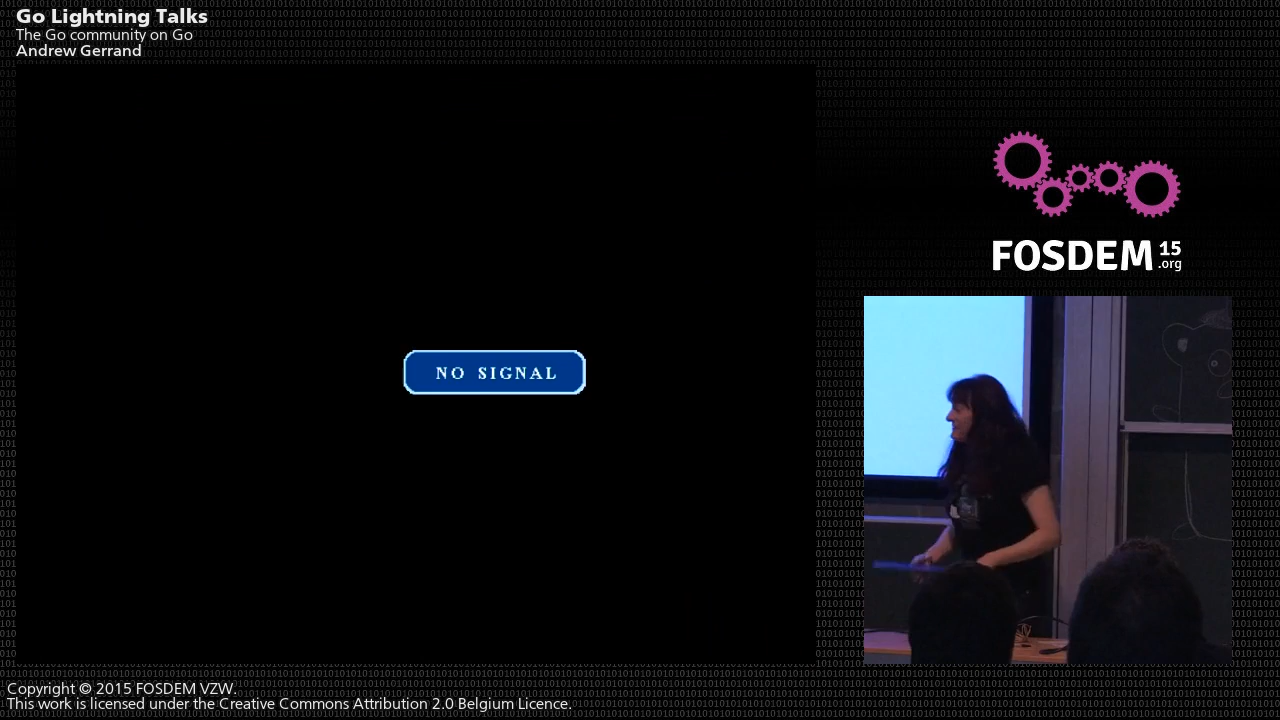 Go Lightning Talks
The Go community on Go
Andrew Gerrand
FOSDEM 15
.org
NO SIGNAL
Copyright © 2015 FOSDEM VZW.
This work is licensed under the Creative Commons Attribution 2.0 Belgium Licence.